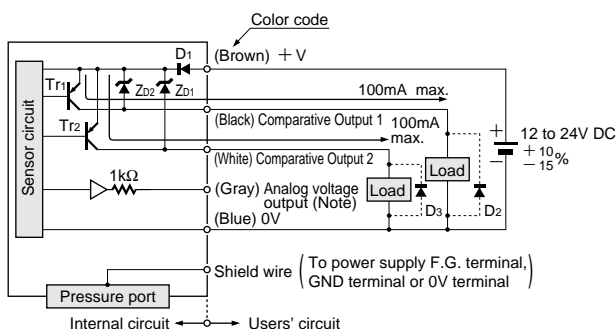 Color code
D1
(Brown) + V
Tr1
ZD2
ZD1
100mA max.
(Black) Comparative Output 1
Tr2
100mA
max.
+
12 to 24V DC
+ 10
− 15 %
−
Sensor circuit
(White) Comparative Output 2
Load
Load
1kΩ
(Gray) Analog voltage
output (Note)
D3
D2
(Blue) 0V
Shield wire ( To power supply F.G. terminal,
GND terminal or 0V terminal )
Pressure port
Internal circuit
Users' circuit